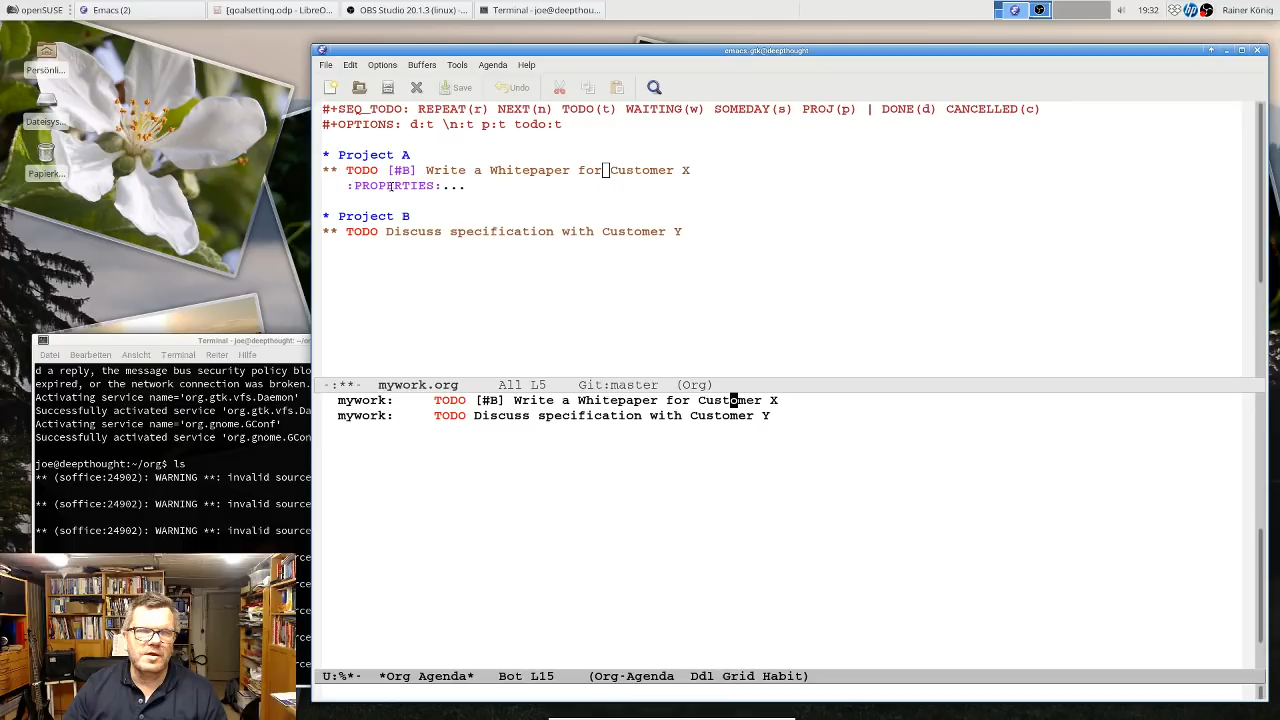 openSUSE
Emacs (2)
[goalsetting.odp - LibreO...
OBS Studio 20.1.3 (linux) -...
Terminal - joe@deepthou...
19:32
Rainer König
Persönli...
Dateisys...
Papierk...
emacs.gtk@deepthought
File Edit Options Buffers Tools Agenda Help
Save Undo
#+SEQ_TODO: REPEAT(r) NEXT(n) TODO(t) WAITING(w) SOMEDAY(s) PROJ(p) | DONE(d) CANCELLED(c)
#+OPTIONS: d:t \n:t p:t todo:t
* Project A
** TODO [#B] Write a Whitepaper for Customer X
:PROPERTIES:...
* Project B
** TODO Discuss specification with Customer Y
-:**- mywork.org All L5 Git:master (Org)
mywork: TODO [#B] Write a Whitepaper for Customer X
mywork: TODO Discuss specification with Customer Y
U:%*- *Org Agenda* Bot L15 (Org-Agenda Ddl Grid Habit)
Terminal - joe@deepthought: ~/o
Datei Bearbeiten Ansicht Terminal Reiter Hilfe
d a reply, the message bus security policy blo
expired, or the network connection was broken.
Activating service name='org.gtk.vfs.Daemon'
Successfully activated service 'org.gtk.vfs.Da
Activating service name='org.gnome.GConf'
Successfully activated service 'org.gnome.GConf
joe@deepthought:~/org$ ls
** (soffice:24902): WARNING **: invalid source
** (soffice:24902): WARNING **: invalid source
** (soffice:24902): WARNING **: invalid source